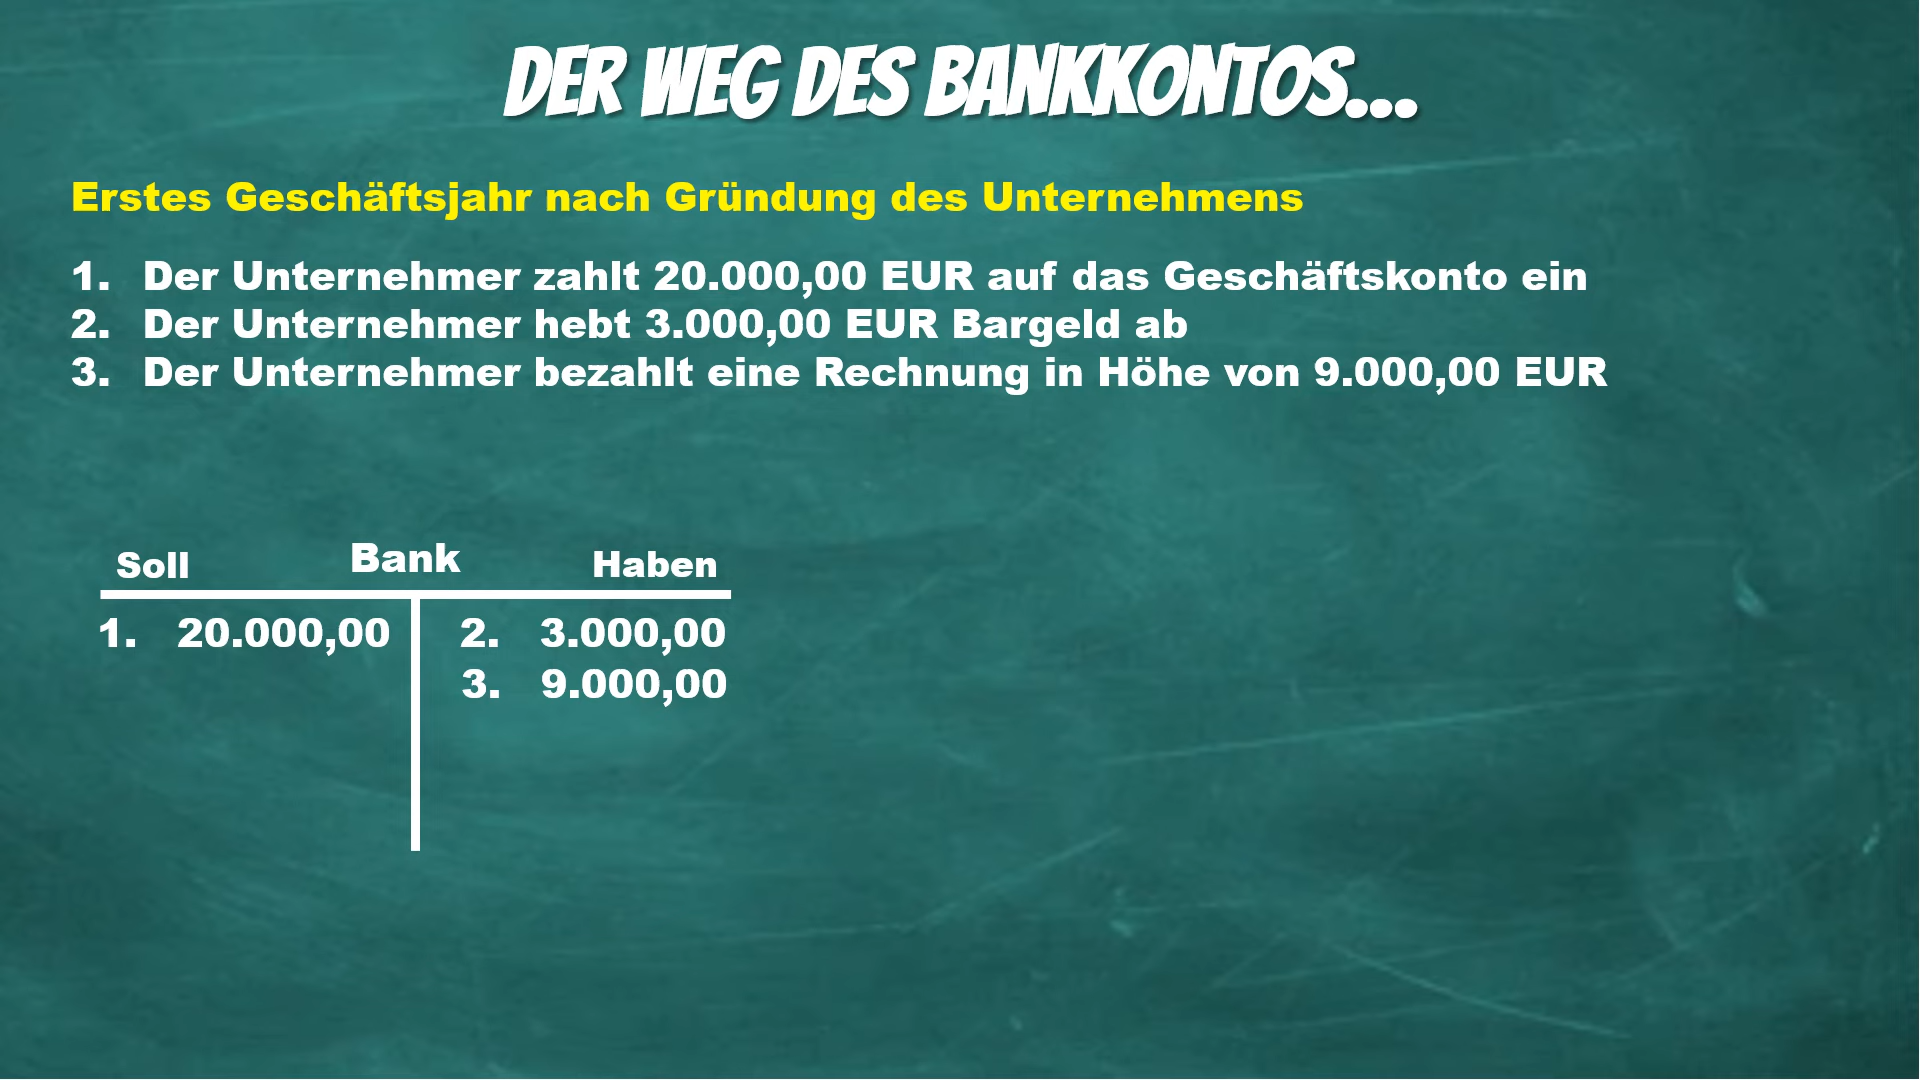 DER WEG DES BANKKONTOS...
Erstes Geschäftsjahr nach Gründung des Unternehmens
1. Der Unternehmer zahlt 20.000,00 EUR auf das Geschäftskonto ein
2. Der Unternehmer hebt 3.000,00 EUR Bargeld ab
3. Der Unternehmer bezahlt eine Rechnung in Höhe von 9.000,00 EUR
Soll Bank Haben
1. 20.000,00 2. 3.000,00
3. 9.000,00